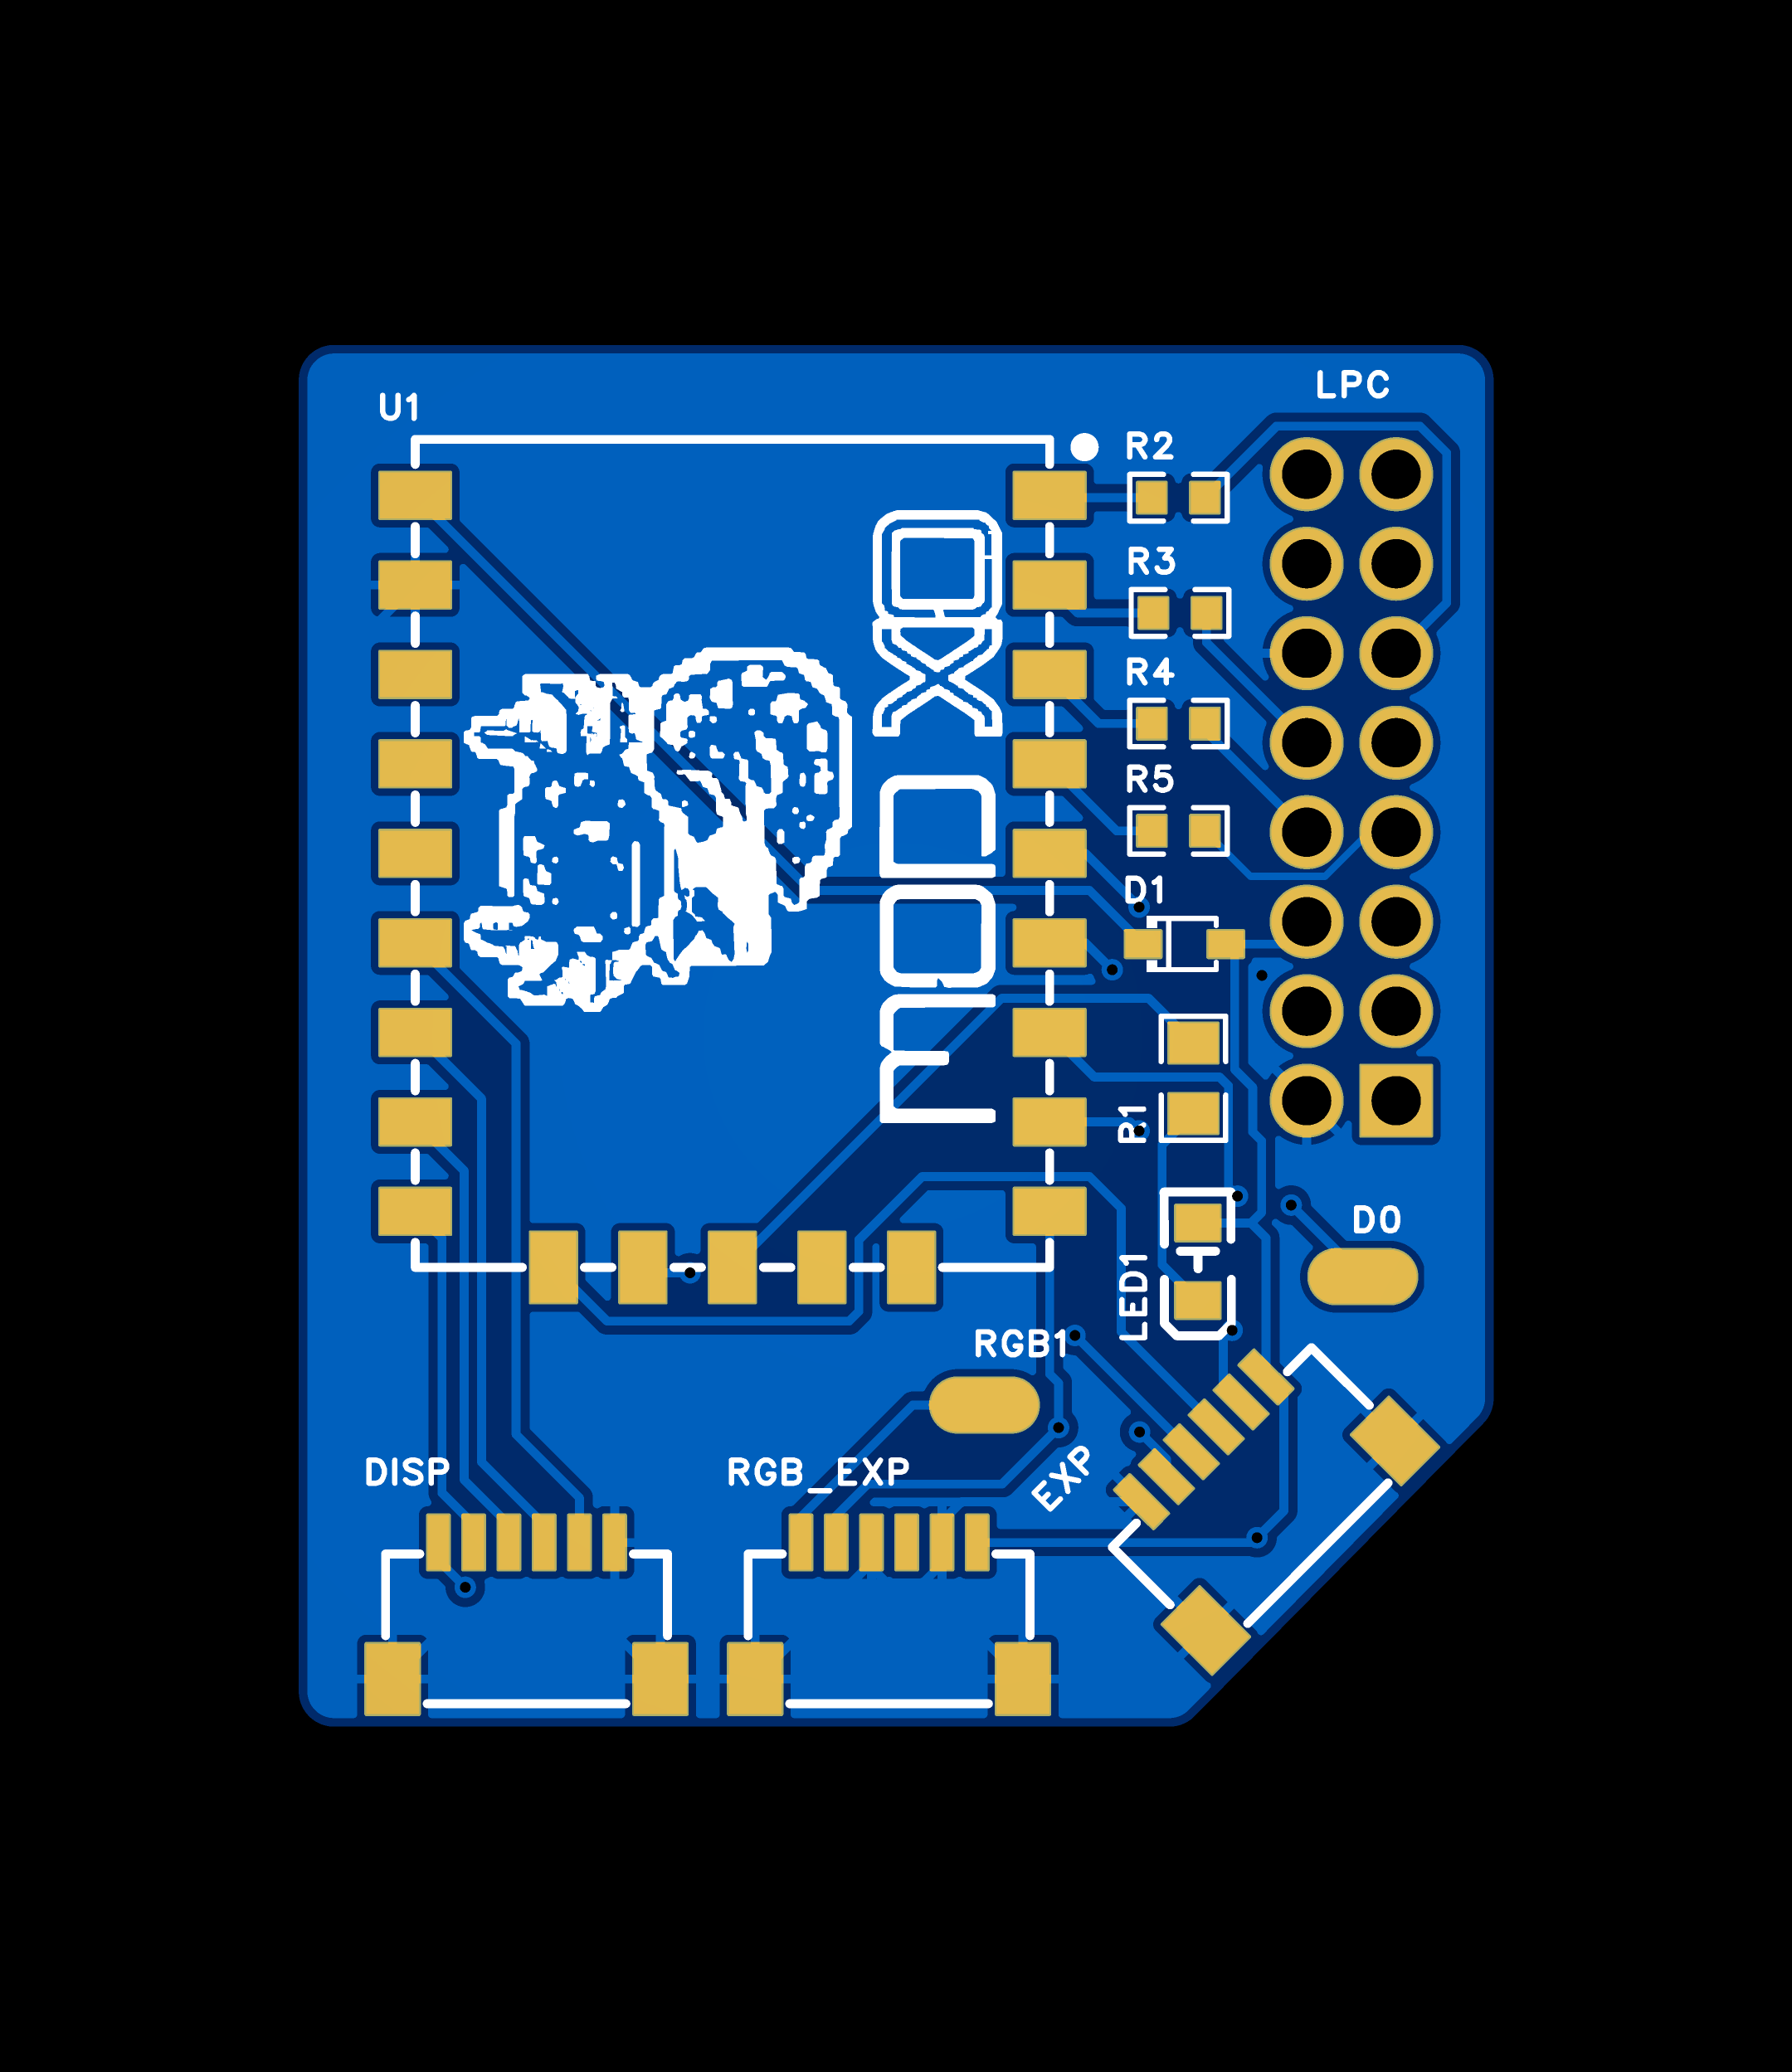 LPC
U1
R2
R3
R4
R5
D1
MODXO
R1
D0
LED1
RGB1
DISP
RGB_EXP
EXP